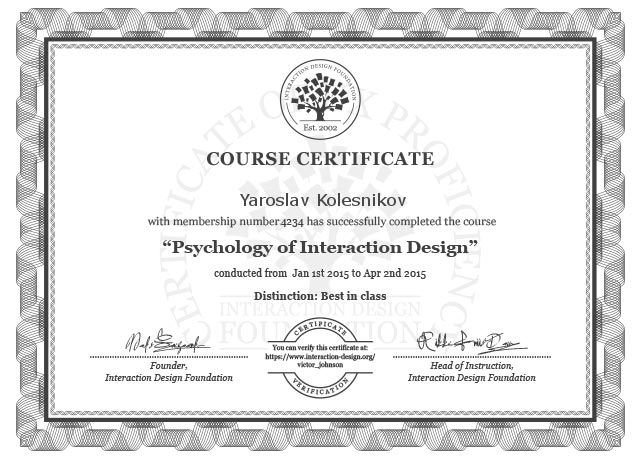 INTERACTION DESIGN FOUNDATION
Est. 2002
CERTIFICATE OF
PROFICIENCY
COURSE CERTIFICATE
Yaroslav Kolesnikov
with membership number4234 has successfully completed the course
“Psychology of Interaction Design”
conducted from Jan 1st 2015 to Apr 2nd 2015
Distinction: Best in class
INTERACTION DESIGN
FOUNDATION
CERTIFICATE
You can verify this certificate at:
https://www.interaction-design.org/
victor_johnson
VERIFICATION
Founder,
Interaction Design Foundation
Head of Instruction,
Interaction Design Foundation